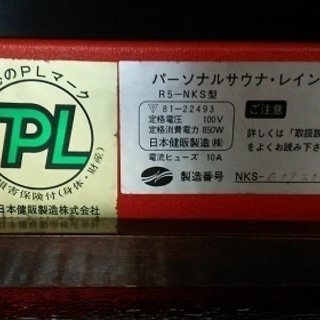 のPLマーク
PL
損害保険付(身体・財産)
日本健販製造株式会社
パーソナルサウナ・レイン
R5-NKS型
81-22493
定格電圧 100V
定格消費電力 850W
日本健販製造(株)
電流ヒューズ 10A
製造番号 NKS-
ご注意
詳しくは「取扱説
をよくお読み下さ